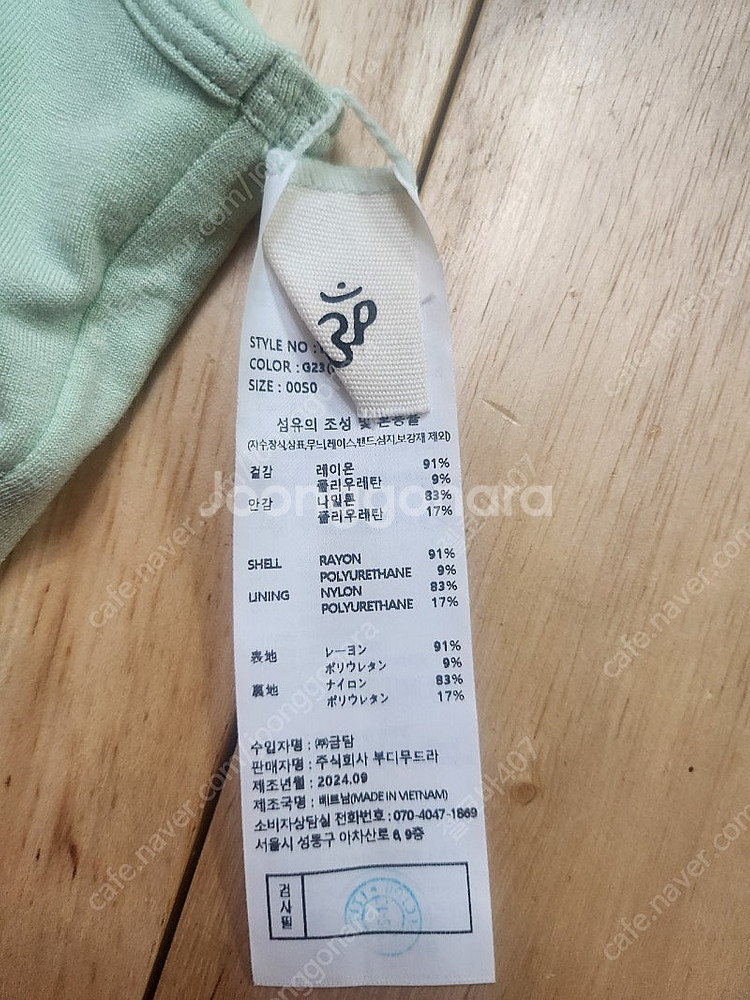 STYLE NO :
COLOR : G23(
SIZE : 00S0
섬유의 조성 및 혼용률
(자수,장식,상표,무늬,레이스,밴드,심지,보강재 제외)
겉감 레이온 91%
폴리우레탄 9%
안감 나일론 83%
폴리우레탄 17%
Joonggonara
SHELL RAYON 91%
POLYURETHANE 9%
LINING NYLON 83%
POLYURETHANE 17%
表地 レーヨン 91%
ポリウレタン 9%
裏地 ナイロン 83%
ポリウレタン 17%
수입자명 : ㈜금담
판매자명 : 주식회사 부디무드라
제조년월 : 2024.09
제조국명 : 베트남(MADE IN VIETNAM)
소비자상담실 전화번호 : 070-4047-1869
서울시 성동구 아차산로 6, 9층
검사필
cafe.naver.com/joonggonara